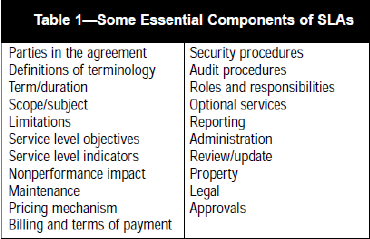 Table 1—Some Essential Components of SLAs
Parties in the agreement
Definitions of terminology
Term/duration
Scope/subject
Limitations
Service level objectives
Service level indicators
Nonperformance impact
Maintenance
Pricing mechanism
Billing and terms of payment
Security procedures
Audit procedures
Roles and responsibilities
Optional services
Reporting
Administration
Review/update
Property
Legal
Approvals